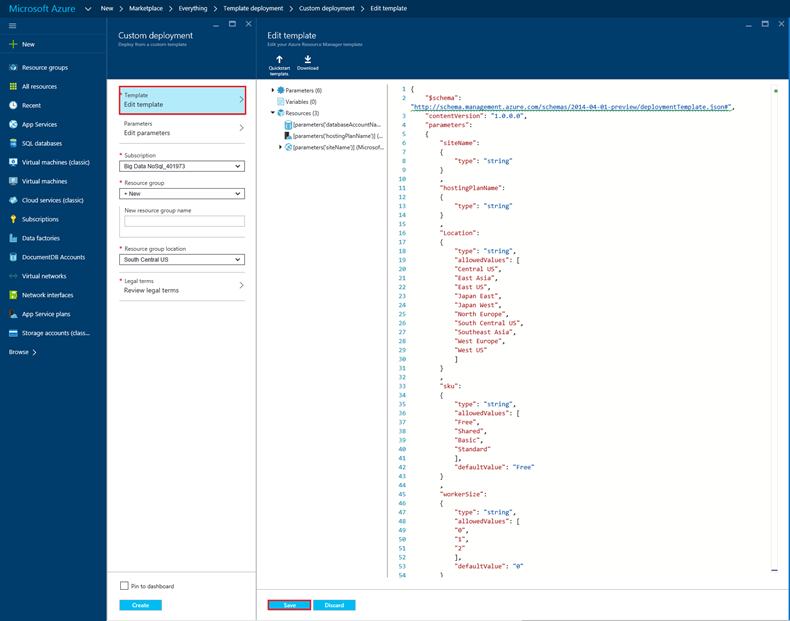 Microsoft Azure New > Marketplace > Everything > Template deployment > Custom deployment > Edit template
New
Resource groups
All resources
Recent
App Services
SQL databases
Virtual machines (classic)
Virtual machines
Cloud services (classic)
Subscriptions
Data factories
DocumentDB Accounts
Virtual networks
Network interfaces
App Service plans
Storage accounts (class...
Browse >
Custom deployment
Deploy from a custom template
* Template
Edit template
Parameters
Edit parameters
* Subscription
Big Data NoSql_401973
* Resource group
+ New
New resource group name
* Resource group location
South Central US
* Legal terms
Review legal terms
Pin to dashboard
Create
Edit template
Edit your Azure Resource Manager template
Quickstart
template.
Download
Parameters (6)
Variables (0)
Resources (3)
[parameters('databaseAccountNa...
[parameters('hostingPlanName')] (...
[parameters('siteName')] (Microsof...
1 {
2 "$schema":
"http://schema.management.azure.com/schemas/2014-04-01-preview/deploymentTemplate.json#",
3 "contentVersion": "1.0.0.0",
4 "parameters":
5 {
6 "siteName":
7 {
8 "type": "string"
9 }
10 ,
11 "hostingPlanName":
12 {
13 "type": "string"
14 }
15 ,
16 "Location":
17 {
18 "type": "string",
19 "allowedValues": [
20 "Central US",
21 "East Asia",
22 "East US",
23 "Japan East",
24 "Japan West",
25 "North Europe",
26 "South Central US",
27 "Southeast Asia",
28 "West Europe",
29 "West US"
30 ]
31 }
32 ,
33 "sku":
34 {
35 "type": "string",
36 "allowedValues": [
37 "Free",
38 "Shared",
39 "Basic",
40 "Standard"
41 ],
42 "defaultValue": "Free"
43 }
44 ,
45 "workerSize":
46 {
47 "type": "string",
48 "allowedValues": [
49 "0",
50 "1",
51 "2"
52 ],
53 "defaultValue": "0"
54 }
Save
Discard